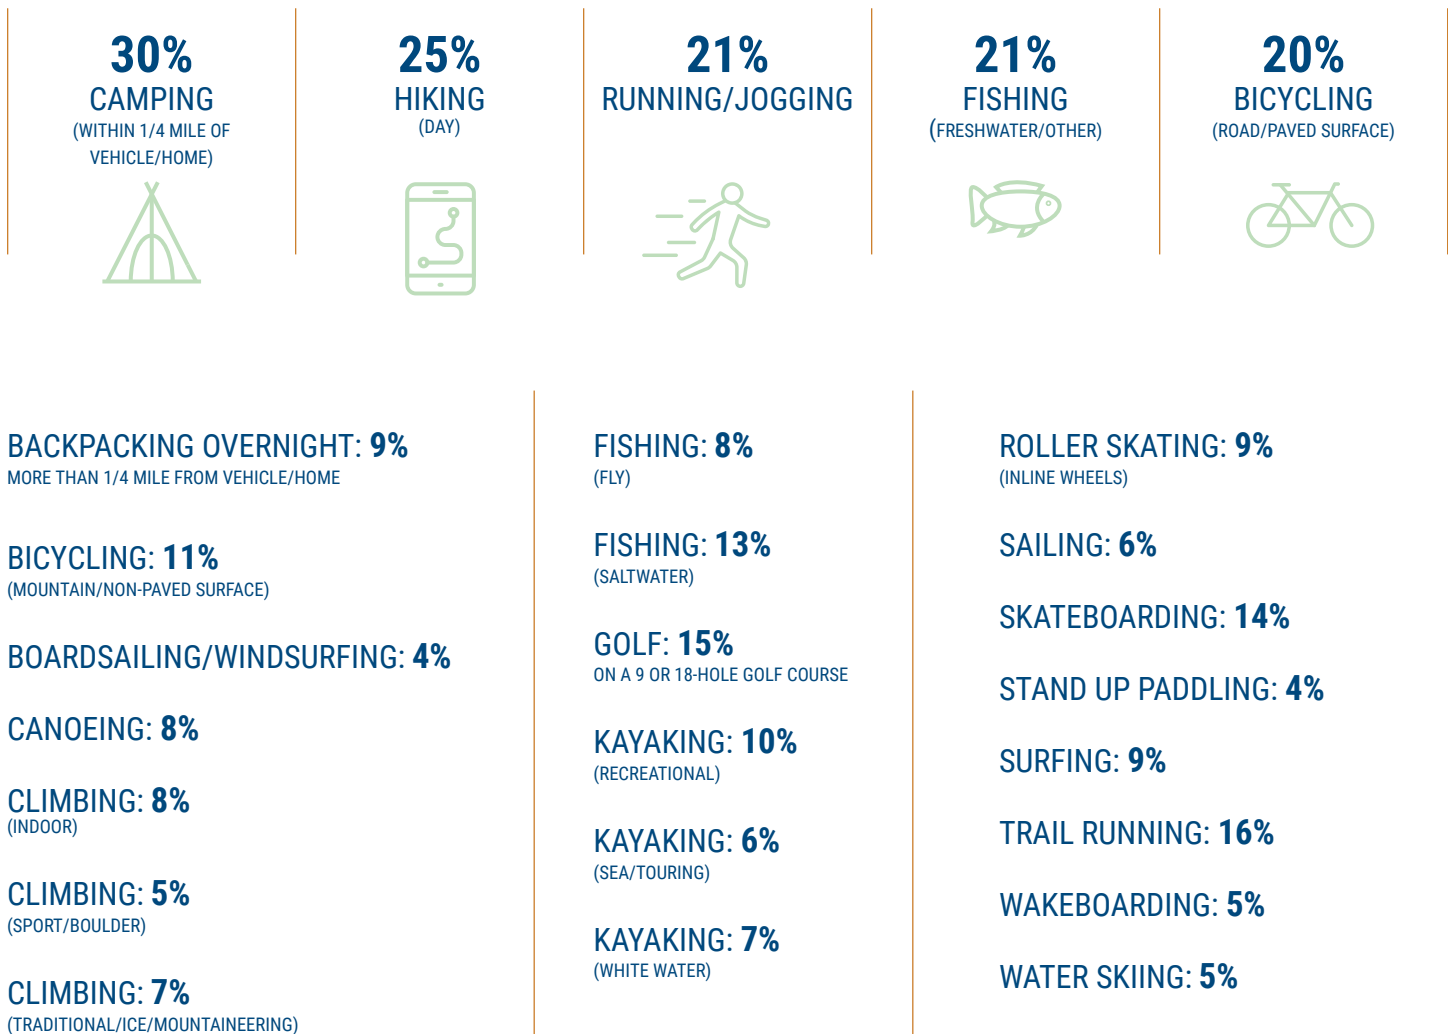 30%
CAMPING
(WITHIN 1/4 MILE OF
VEHICLE/HOME)
25%
HIKING
(DAY)
21%
RUNNING/JOGGING
21%
FISHING
(FRESHWATER/OTHER)
20%
BICYCLING
(ROAD/PAVED SURFACE)
BACKPACKING OVERNIGHT: 9%
MORE THAN 1/4 MILE FROM VEHICLE/HOME
BICYCLING: 11%
(MOUNTAIN/NON-PAVED SURFACE)
BOARDSAILING/WINDSURFING: 4%
CANOEING: 8%
CLIMBING: 8%
(INDOOR)
CLIMBING: 5%
(SPORT/BOULDER)
CLIMBING: 7%
(TRADITIONAL/ICE/MOUNTAINEERING)
FISHING: 8%
(FLY)
FISHING: 13%
(SALTWATER)
GOLF: 15%
ON A 9 OR 18-HOLE GOLF COURSE
KAYAKING: 10%
(RECREATIONAL)
KAYAKING: 6%
(SEA/TOURING)
KAYAKING: 7%
(WHITE WATER)
ROLLER SKATING: 9%
(INLINE WHEELS)
SAILING: 6%
SKATEBOARDING: 14%
STAND UP PADDLING: 4%
SURFING: 9%
TRAIL RUNNING: 16%
WAKEBOARDING: 5%
WATER SKIING: 5%